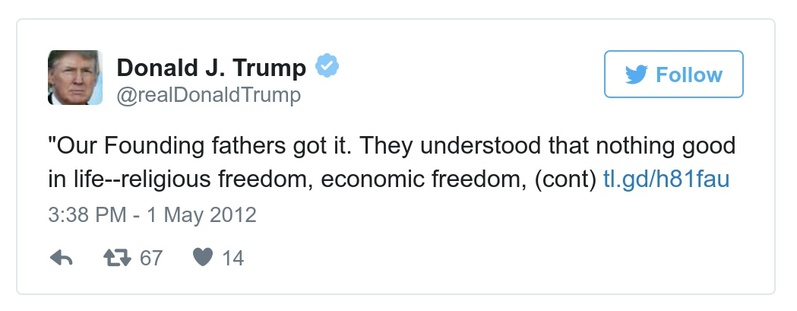 Donald J. Trump
@realDonaldTrump
Follow
"Our Founding fathers got it. They understood that nothing good
in life--religious freedom, economic freedom, (cont) tl.gd/h81fau
3:38 PM - 1 May 2012
67 14